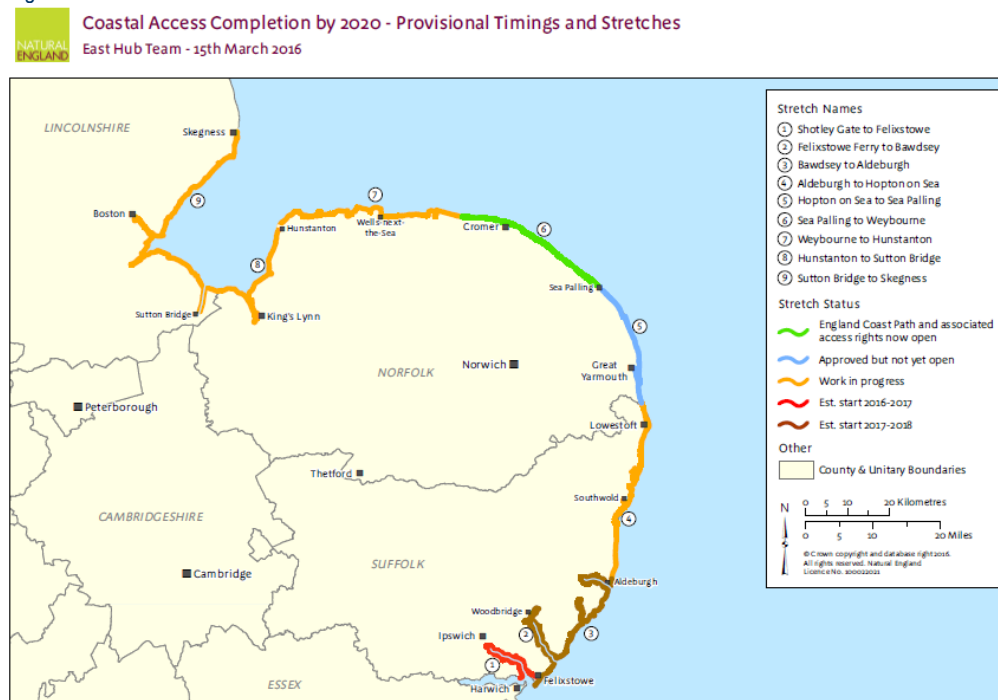 Coastal Access Completion by 2020 - Provisional Timings and Stretches
East Hub Team - 15th March 2016
NATURAL
ENGLAND
LINCOLNSHIRE
Skegness
9
Boston
7
Wells-next-
the-Sea
Hunstanton
Cromer
6
8
Sea Palling
Sutton Bridge
King's Lynn
5
Norwich
Great
Yarmouth
NORFOLK
Peterborough
Lowestoft
Thetford
Southwold
4
CAMBRIDGESHIRE
SUFFOLK
Cambridge
Aldeburgh
Woodbridge
2
3
Ipswich
1
Felixstowe
ESSEX
Harwich
Stretch Names
1 Shotley Gate to Felixstowe
2 Felixstowe Ferry to Bawdsey
3 Bawdsey to Aldeburgh
4 Aldeburgh to Hopton on Sea
5 Hopton on Sea to Sea Palling
6 Sea Palling to Weybourne
7 Weybourne to Hunstanton
8 Hunstanton to Sutton Bridge
9 Sutton Bridge to Skegness
Stretch Status
England Coast Path and associated
access rights now open
Approved but not yet open
Work in progress
Est. start 2016-2017
Est. start 2017-2018
Other
County & Unitary Boundaries
N
0 5 10 20 Kilometres
0 5 10 20 Miles
© Crown copyright and database right 2016.
All rights reserved. Natural England
Licence No. 100022021